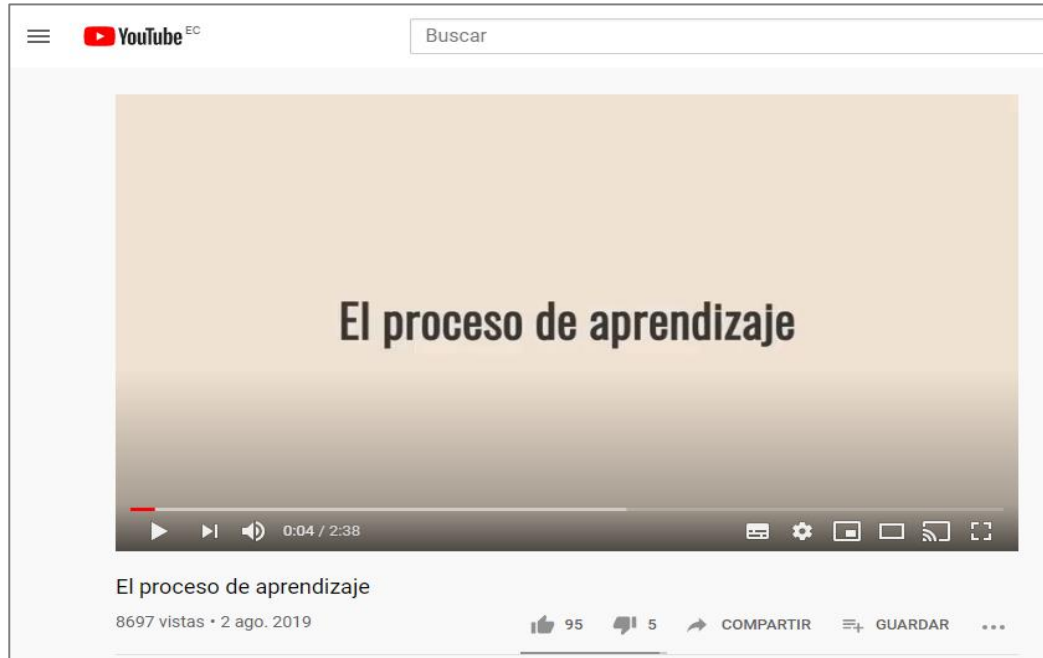 YouTube EC
Buscar
El proceso de aprendizaje
0:04 / 2:38
El proceso de aprendizaje
8697 vistas • 2 ago. 2019
95 5 COMPARTIR GUARDAR